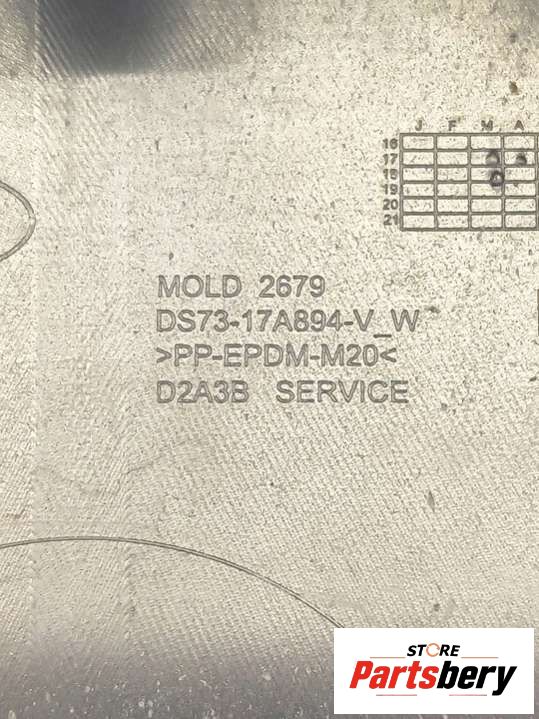 J F M A
16
17
18
19
20
21
MOLD 2679
DS73-17A894-V_W
>PP-EPDM-M20<
D2A3B SERVICE
STORE
Partsbery